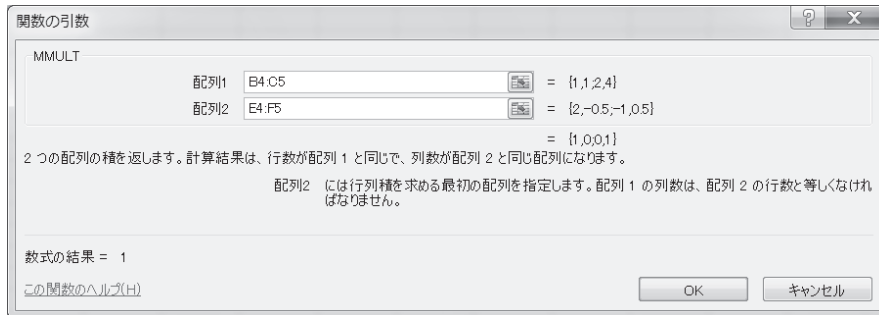 関数の引数
MMULT
配列1 B4:C5 = {1,1;2,4}
配列2 E4:F5 = {2,-0.5;-1,0.5}
= {1,0;0,1}
2 つの配列の積を返します。計算結果は、行数が配列 1 と同じで、列数が配列 2 と同じ配列になります。
配列2 には行列積を求める最初の配列を指定します。配列 1 の列数は、配列 2 の行数と等しくなけれ
ばなりません。
数式の結果 = 1
この関数のヘルプ(H)
OK キャンセル